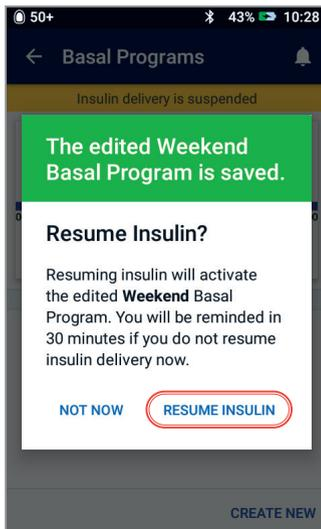 50+ 43% 10:28
Basal Programs
Insulin delivery is suspended
The edited Weekend
Basal Program is saved.
Resume Insulin?
Resuming insulin will activate
the edited Weekend Basal
Program. You will be reminded in
30 minutes if you do not resume
insulin delivery now.
NOT NOW RESUME INSULIN
CREATE NEW